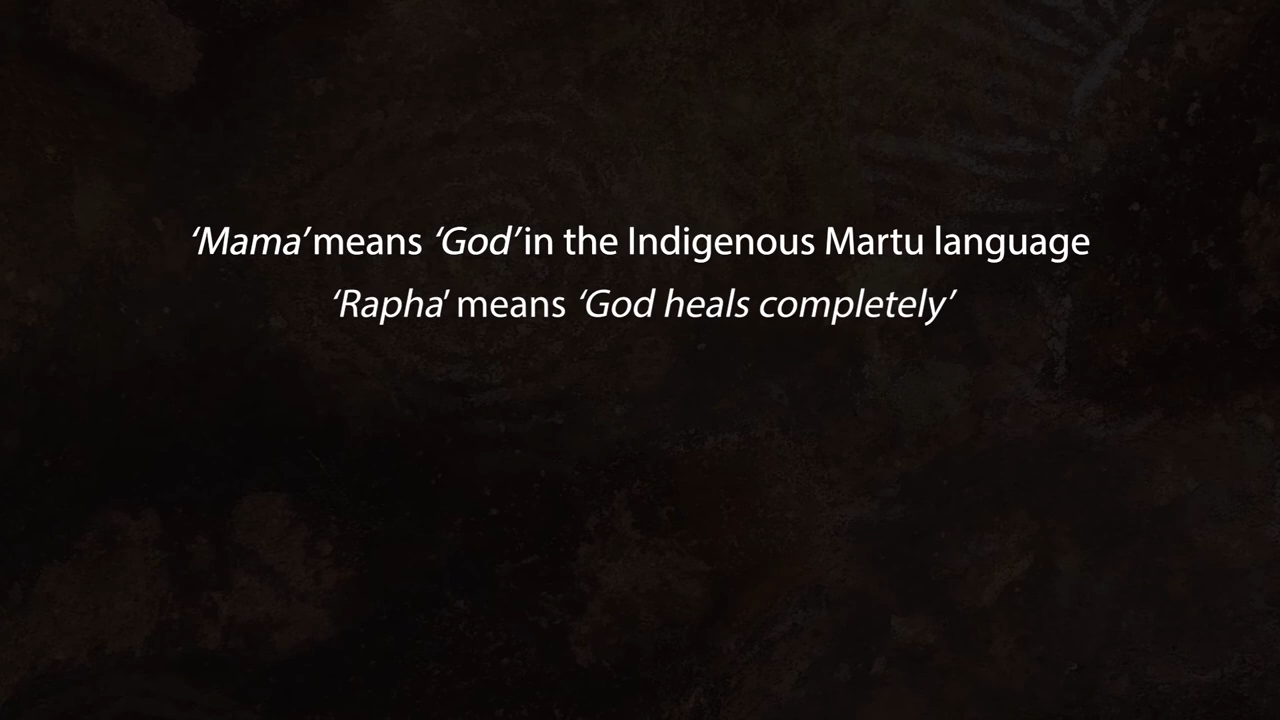 ‘Mama’ means ‘God’ in the Indigenous Martu language
‘Rapha’ means ‘God heals completely’